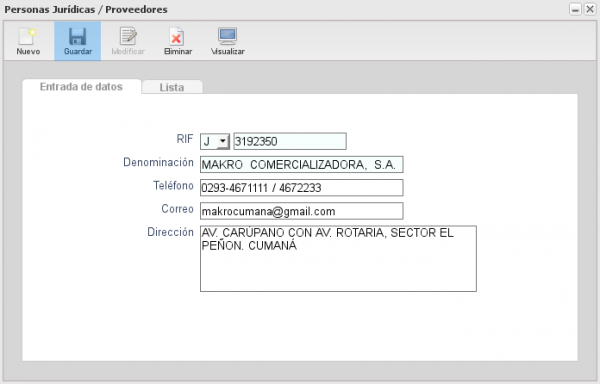 Personas Jurídicas / Proveedores
Nuevo Guardar Modificar Eliminar Visualizar
Entrada de datos Lista
RIF J 3192350
Denominación MAKRO COMERCIALIZADORA, S.A.
Teléfono 0293-4671111 / 4672233
Correo makrocumana@gmail.com
Dirección AV. CARÚPANO CON AV. ROTARIA, SECTOR EL
PEÑON. CUMANÁ